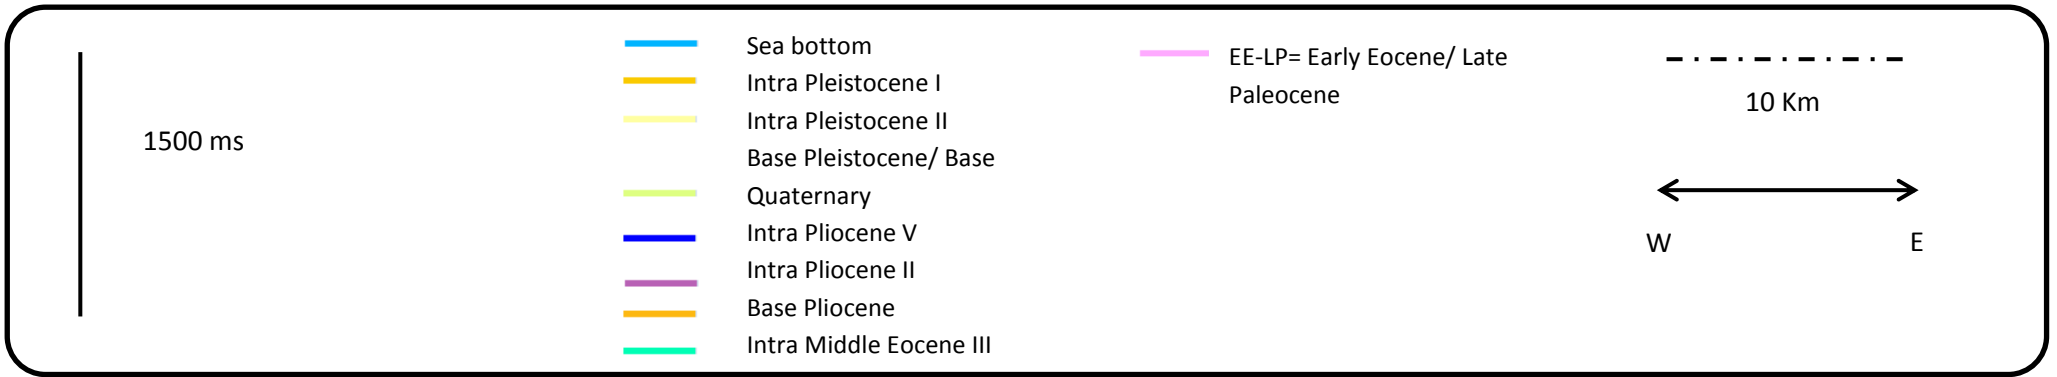 1500 ms
Sea bottom
Intra Pleistocene I
Intra Pleistocene II
Base Pleistocene/ Base
Quaternary
Intra Pliocene V
Intra Pliocene II
Base Pliocene
Intra Middle Eocene III
EE-LP= Early Eocene/ Late
Paleocene
10 Km
W
E